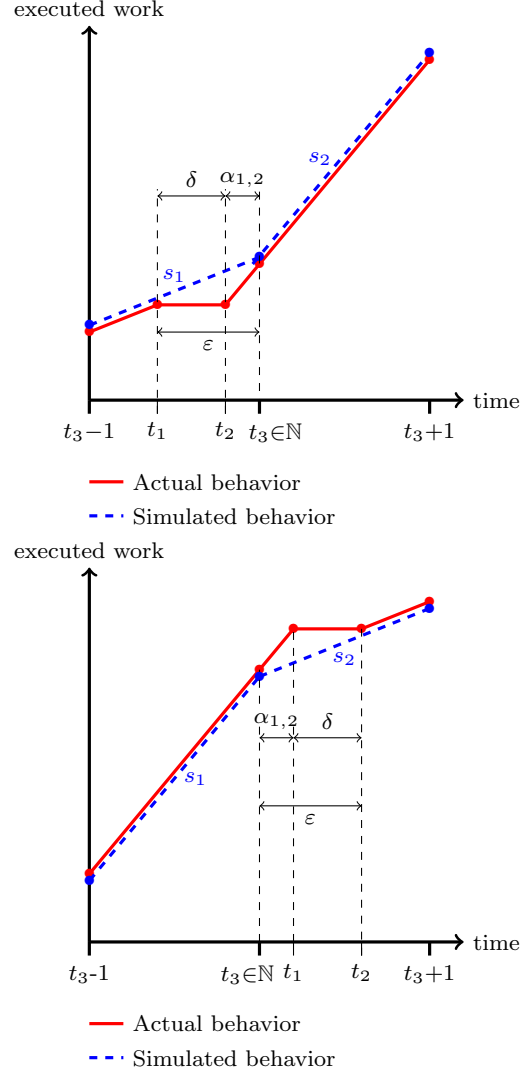 executed work
s₂
δ α₁,₂
s₁
ε
time
t₃−1 t₁ t₂ t₃∈ℕ t₃+1
Actual behavior
Simulated behavior
executed work
s₂
α₁,₂ δ
s₁
ε
time
t₃-1 t₃∈ℕ t₁ t₂ t₃+1
Actual behavior
Simulated behavior